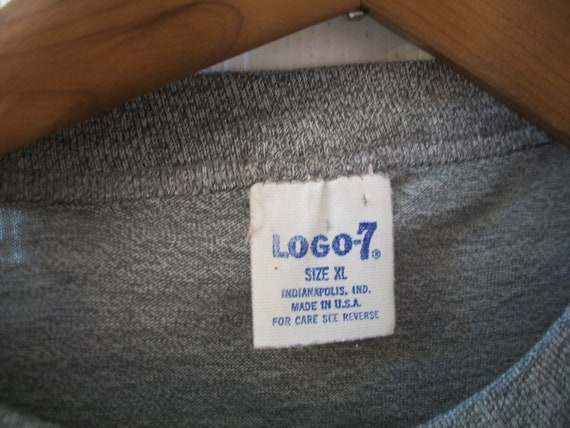 LOGO-7®
SIZE XL
INDIANAPOLIS, IND.
MADE IN U.S.A.
FOR CARE SEE REVERSE